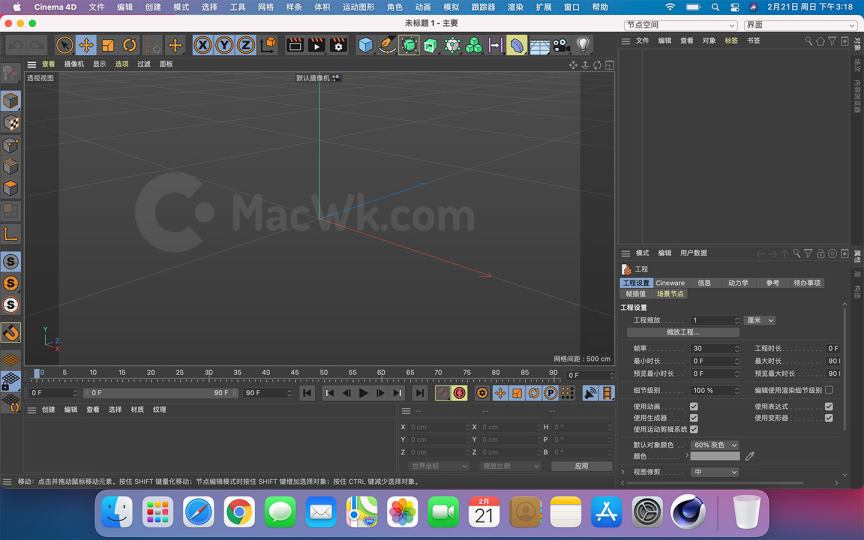 Cinema 4D 文件 编辑 创建 模式 选择 工具 网格 样条 体积 运动图形 角色 动画 模拟 跟踪器 渲染 扩展 窗口 帮助 2月21日 周日 下午3:18
未标题 1 - 主要
节点空间 界面
X Y Z
文件 编辑 查看 对象 标签 书签
查看 摄像机 显示 选项 过滤 面板
透视视图
默认摄像机
对象
场次
内容浏览器
MacWk.com
模式 编辑 用户数据
属性
层
构造
工程
工程设置 Cineware 信息 动力学 参考 待办事项
帧插值 场景节点
工程设置
工程缩放 . . . . . . 1 厘米
缩放工程...
帧率 . . . . . . . . 30 工程时长 . . . . . . 0 F
最小时长 . . . . . . 0 F 最大时长 . . . . . . 90
预览最小时长 . . 0 F 预览最大时长 . . . 90
细节级别 . . . . . . 100 % 编辑使用渲染细节级别
使用动画 . . . . . . 使用表达式
使用生成器 . . . . 使用变形器
使用运动剪辑系统
默认对象颜色 . . 60% 灰色
颜色
视图修剪 . . . . . . 中
Y
Z
X
网格间距 : 500 cm
0 5 10 15 20 25 30 35 40 45 50 55 60 65 70 75 80 85 90 0 F
0 F 0 F 90 F 90 F
创建 编辑 查看 选择 材质 纹理
-- -- --
X 0 cm X 0 cm H 0 °
Y 0 cm Y 0 cm P 0 °
Z 0 cm Z 0 cm B 0 °
世界坐标 缩放比例 应用
移动 : 点击并拖动鼠标移动元素。按住 SHIFT 键量化移动; 节点编辑模式时按住 SHIFT 键增加选择对象; 按住 CTRL 键减少选择对象。
2月
21